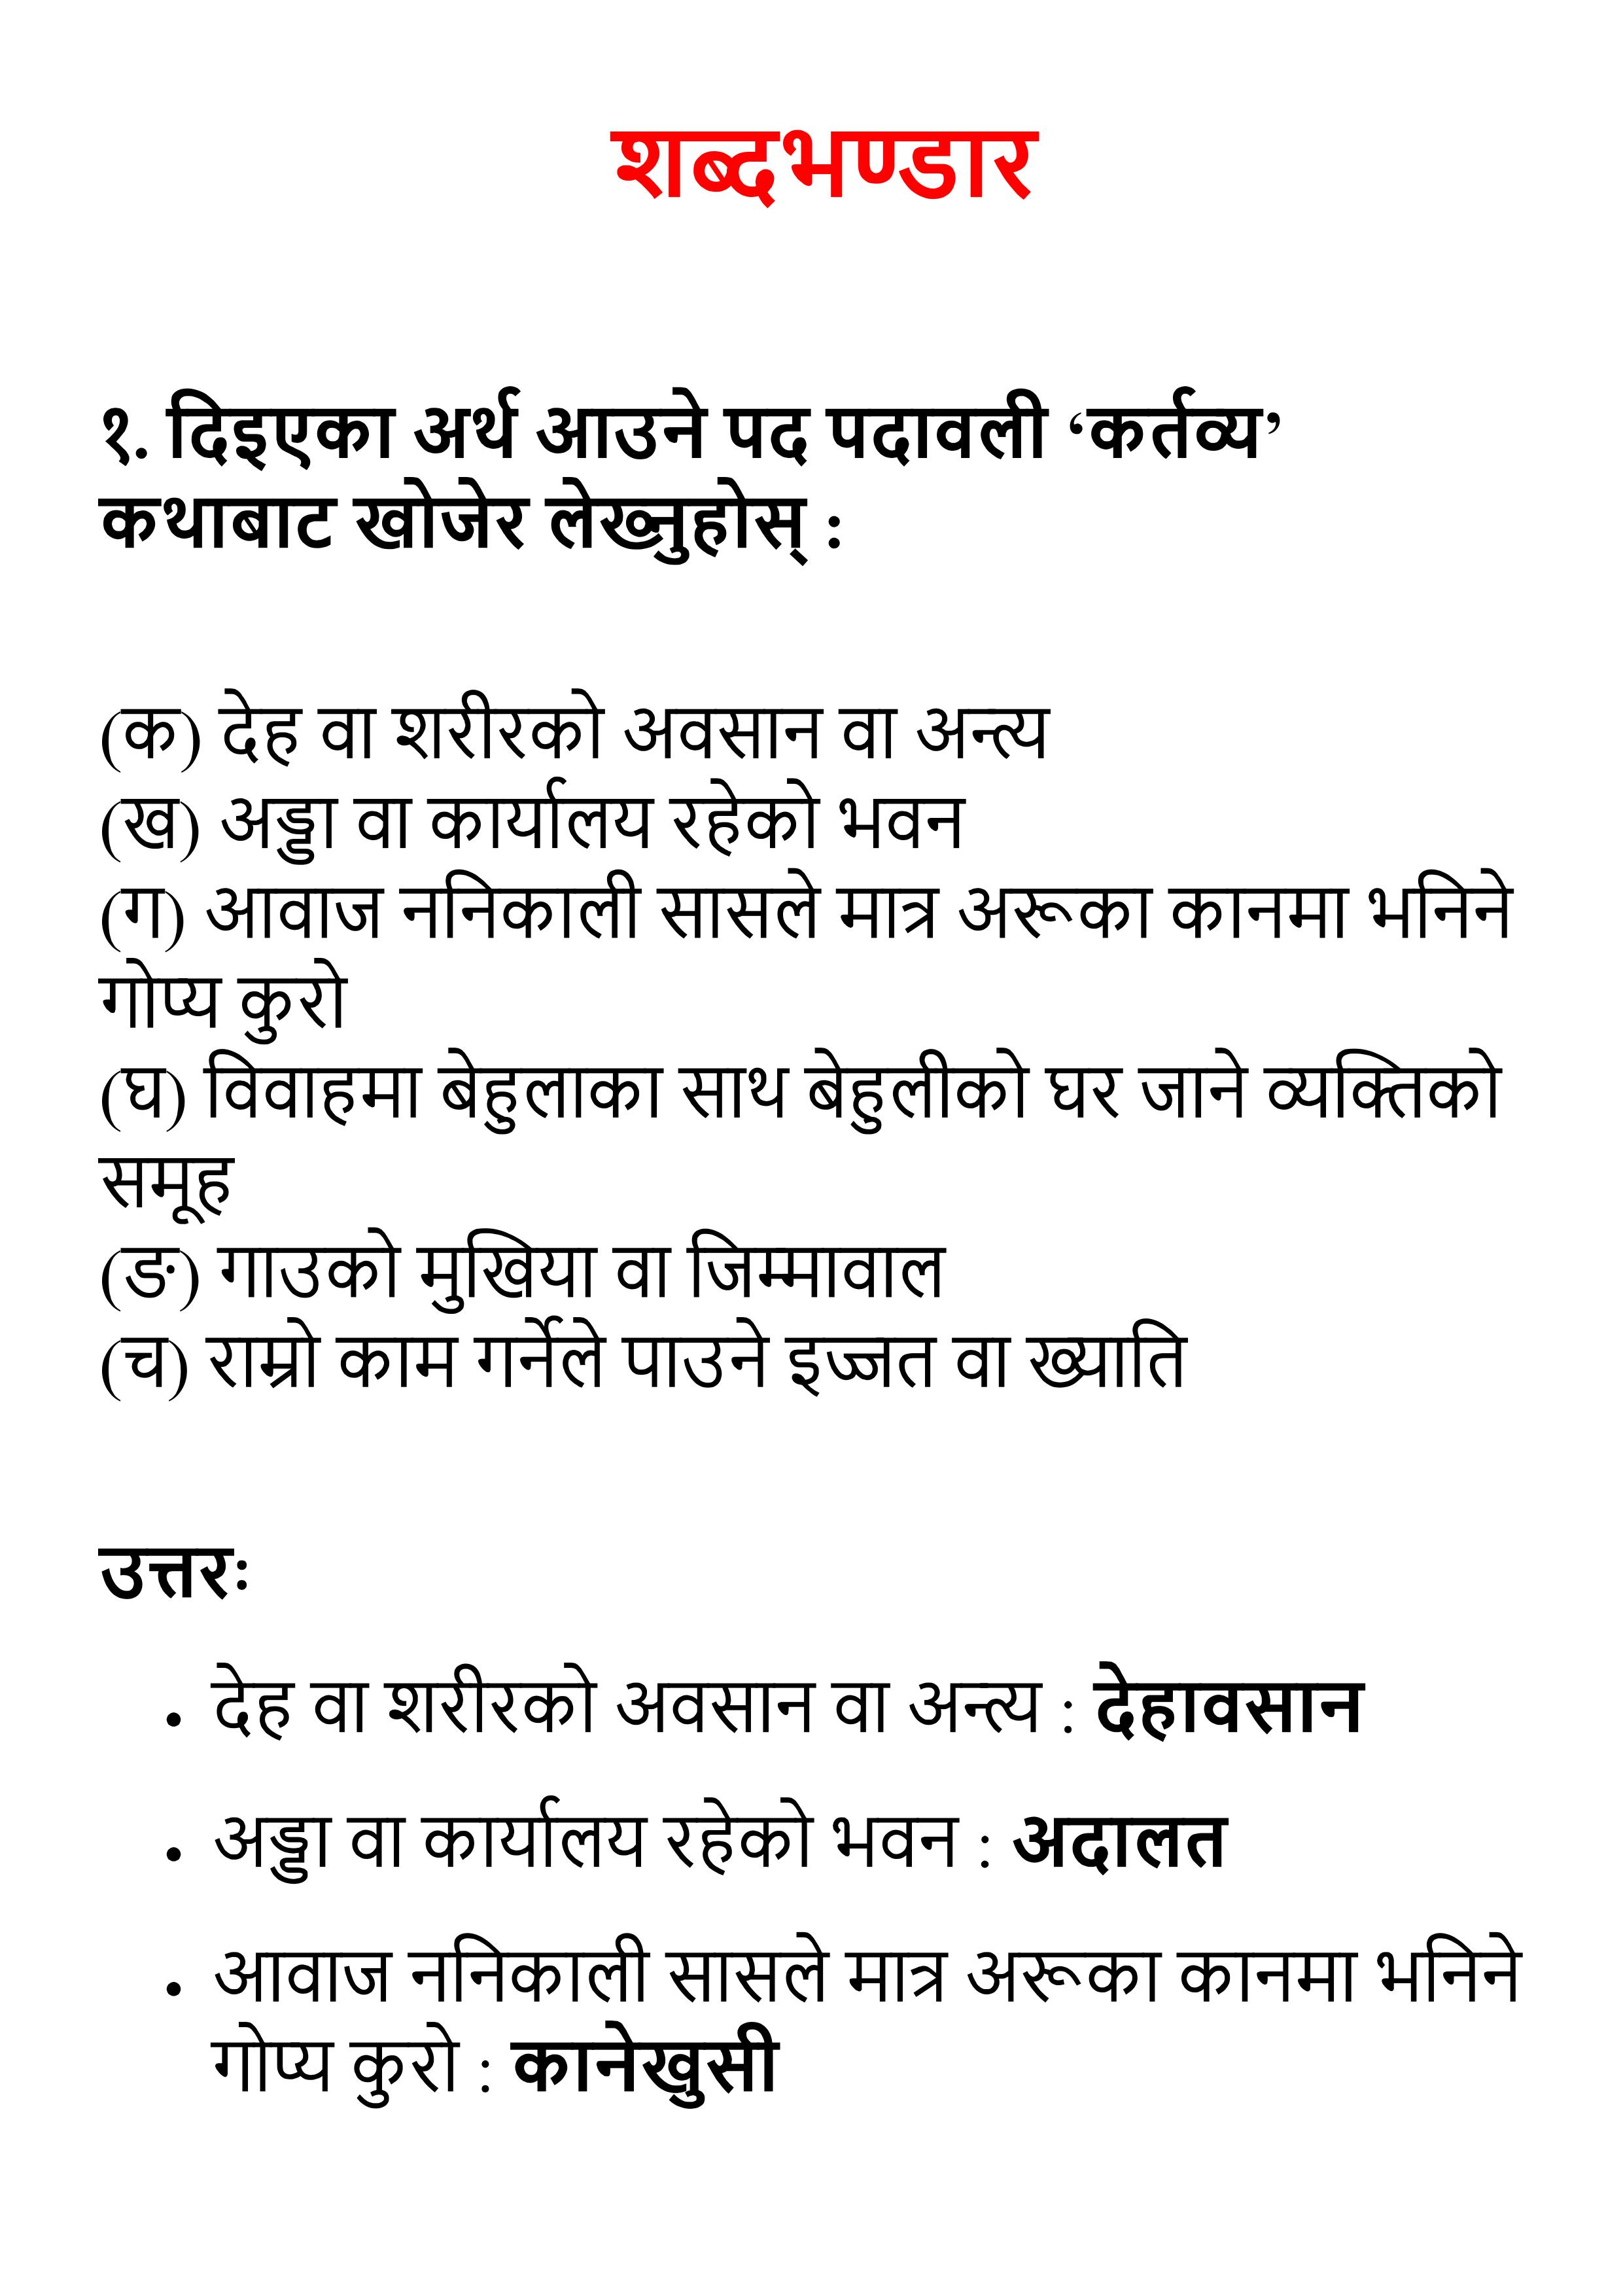 शब्दभण्डार
१. दिइएका अर्थ आउने पद पदावली ‘कर्तव्य’
कथाबाट खोजेर लेख्नुहोस् :
(क) देह वा शरीरको अवसान वा अन्त्य
(ख) अड्डा वा कार्यालय रहेको भवन
(ग) आवाज ननिकाली सासले मात्र अरूका कानमा भनिने
गोप्य कुरो
(घ) विवाहमा बेहुलाका साथ बेहुलीको घर जाने व्यक्तिको
समूह
(ङ) गाउको मुखिया वा जिम्मावाल
(च) राम्रो काम गर्नेले पाउने इज्जत वा ख्याति
उत्तरः
• देह वा शरीरको अवसान वा अन्त्य : देहावसान
• अड्डा वा कार्यालय रहेको भवन : अदालत
• आवाज ननिकाली सासले मात्र अरूका कानमा भनिने
गोप्य कुरो : कानेखुसी